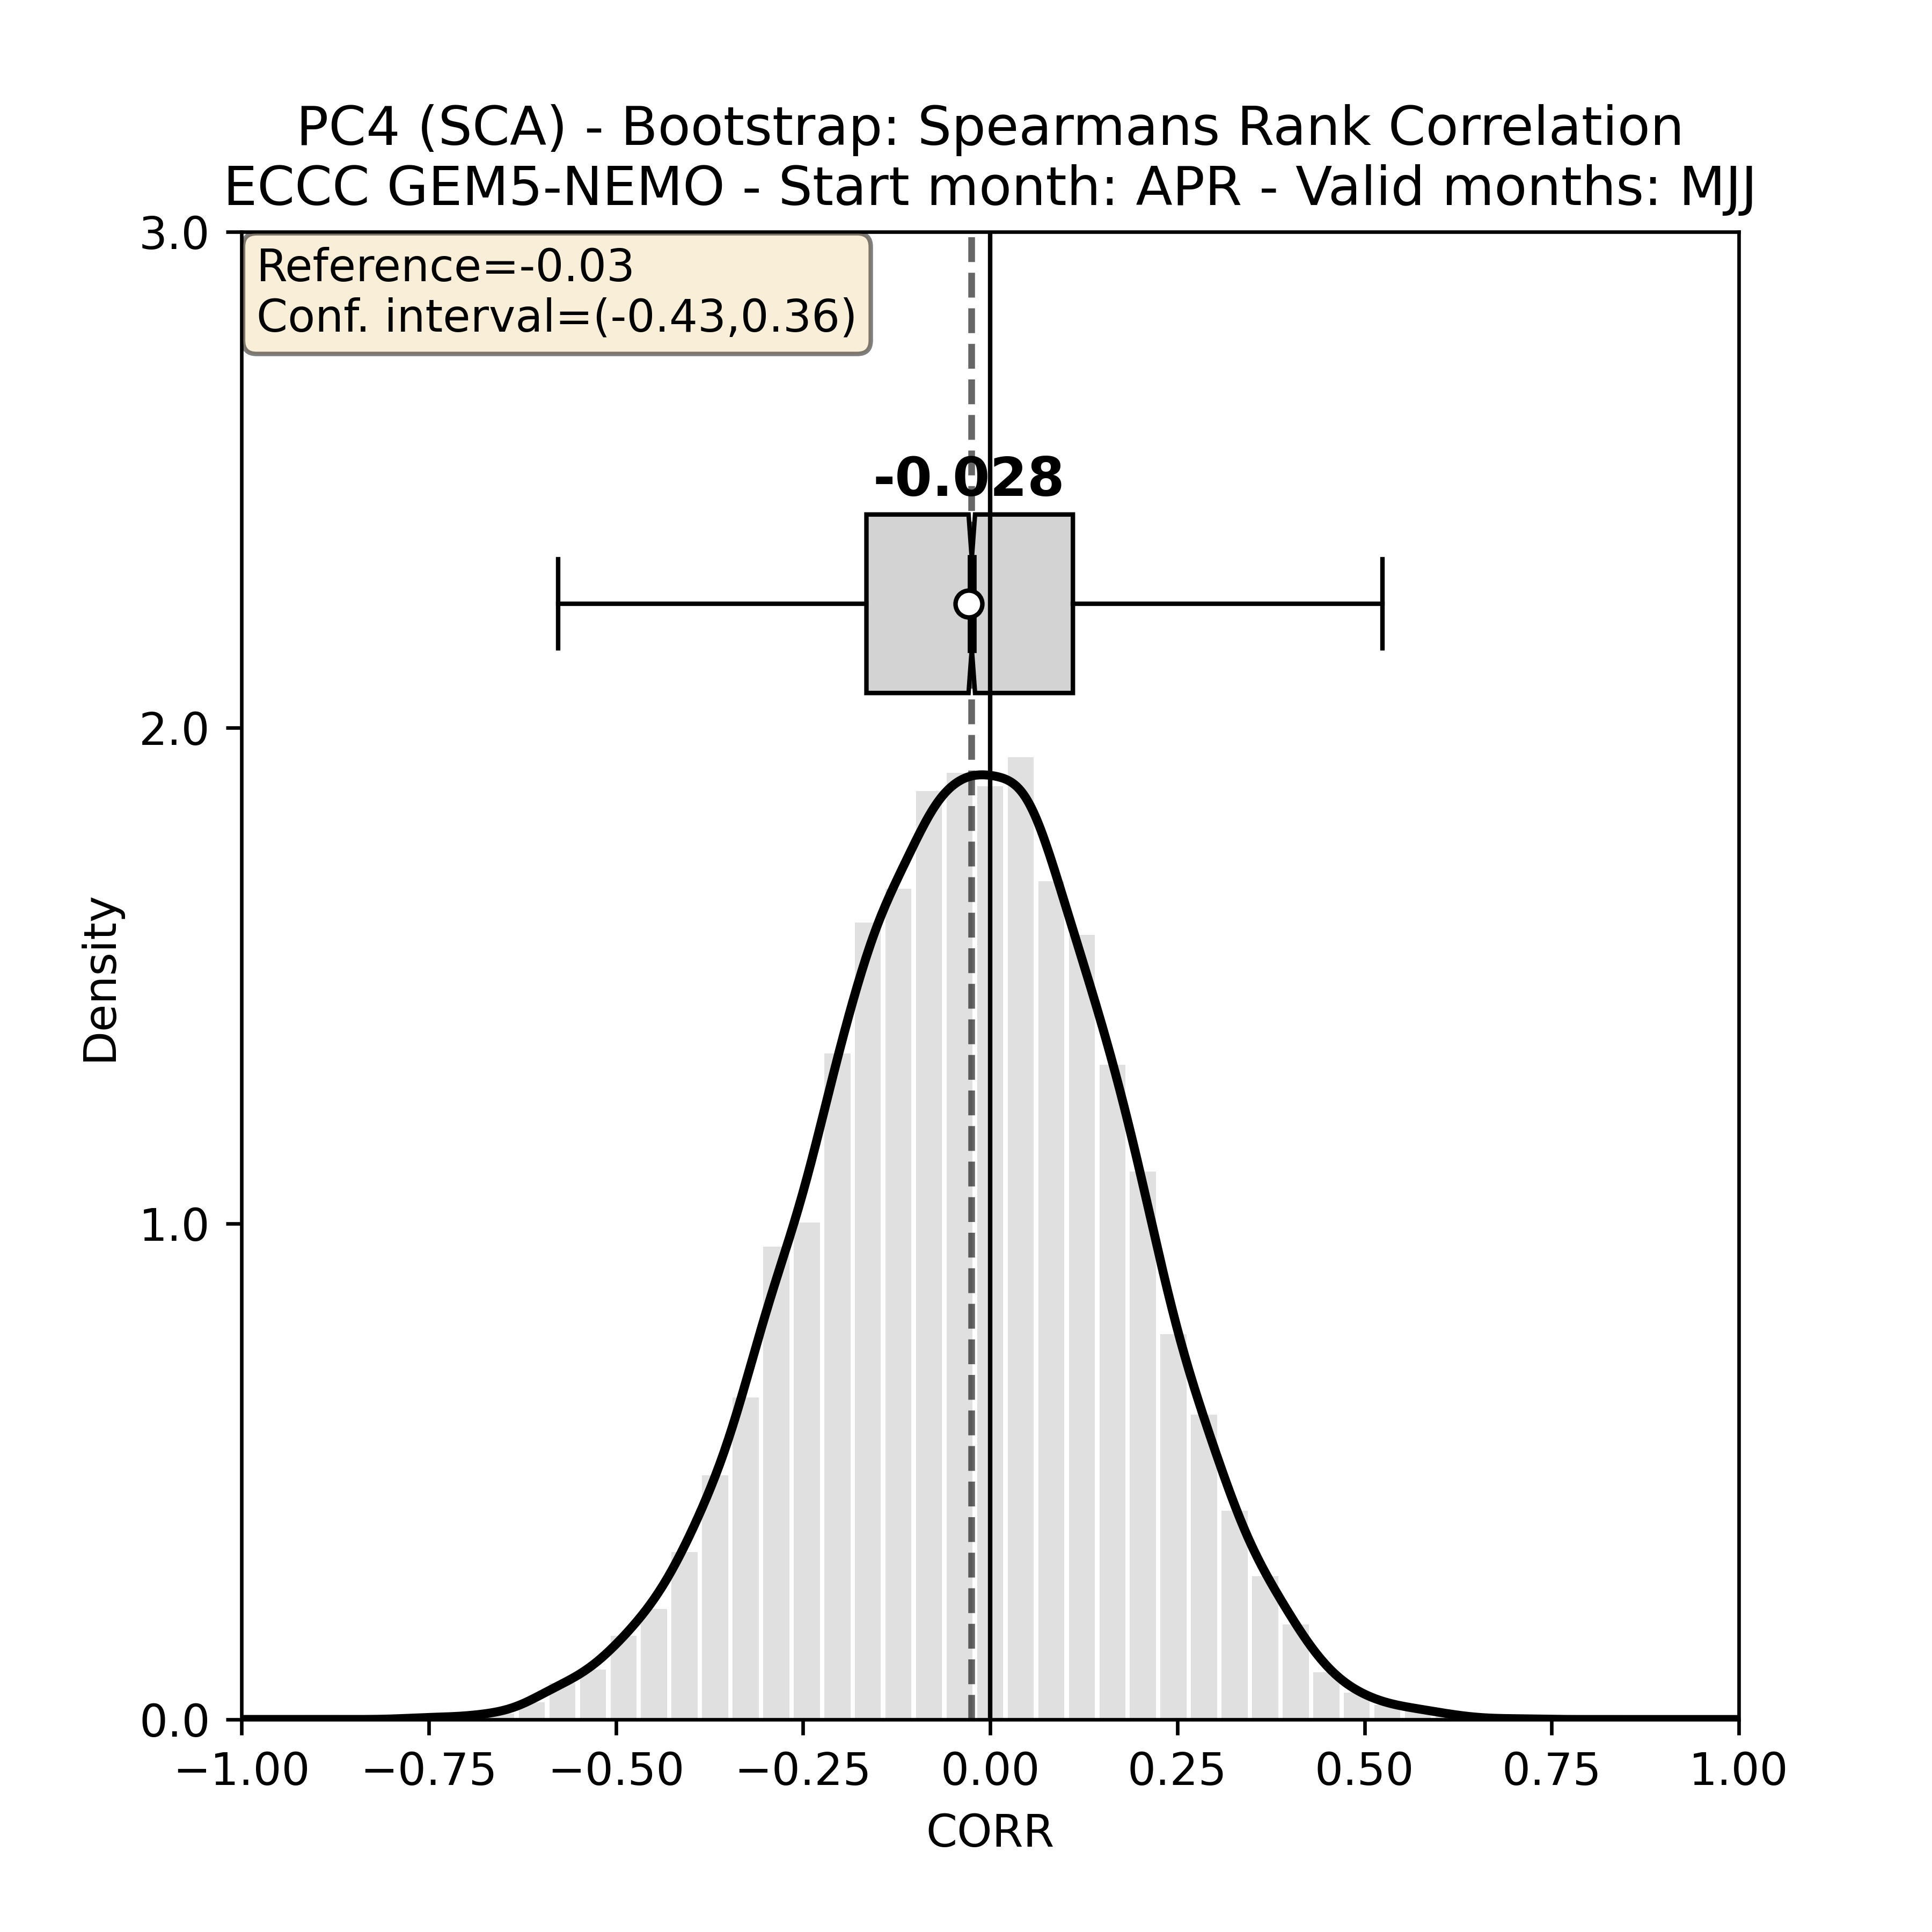 PC4 (SCA) - Bootstrap: Spearmans Rank Correlation
ECCC GEM5-NEMO - Start month: APR - Valid months: MJJ
3.0
Reference=-0.03
Conf. interval=(-0.43,0.36)
-0.028
2.0
Density
1.0
0.0
−1.00 −0.75 −0.50 −0.25 0.00 0.25 0.50 0.75 1.00
CORR